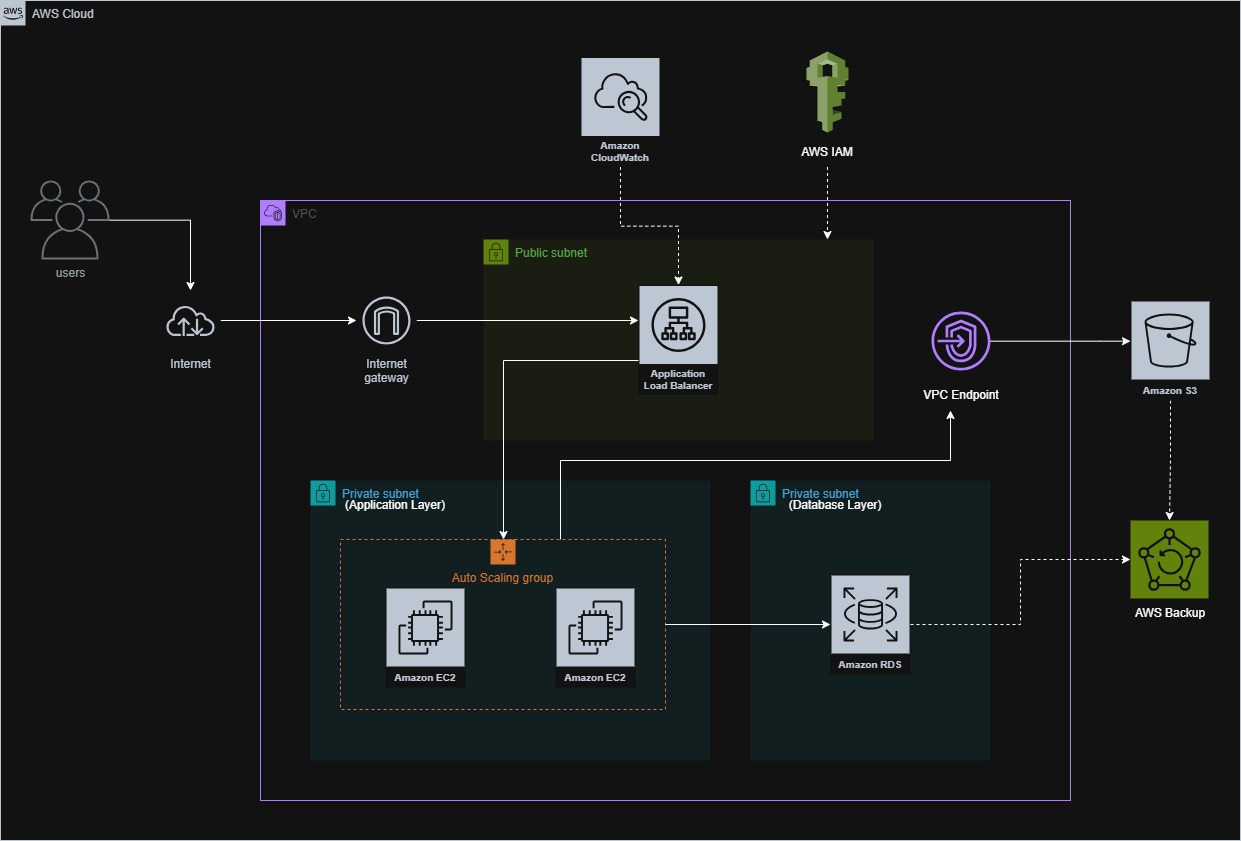 aws
AWS Cloud
Amazon
CloudWatch
AWS IAM
users
VPC
Public subnet
Internet
Internet
gateway
Application
Load Balancer
VPC Endpoint
Amazon S3
Private subnet
(Application Layer)
Private subnet
(Database Layer)
Auto Scaling group
Amazon EC2
Amazon EC2
Amazon RDS
AWS Backup